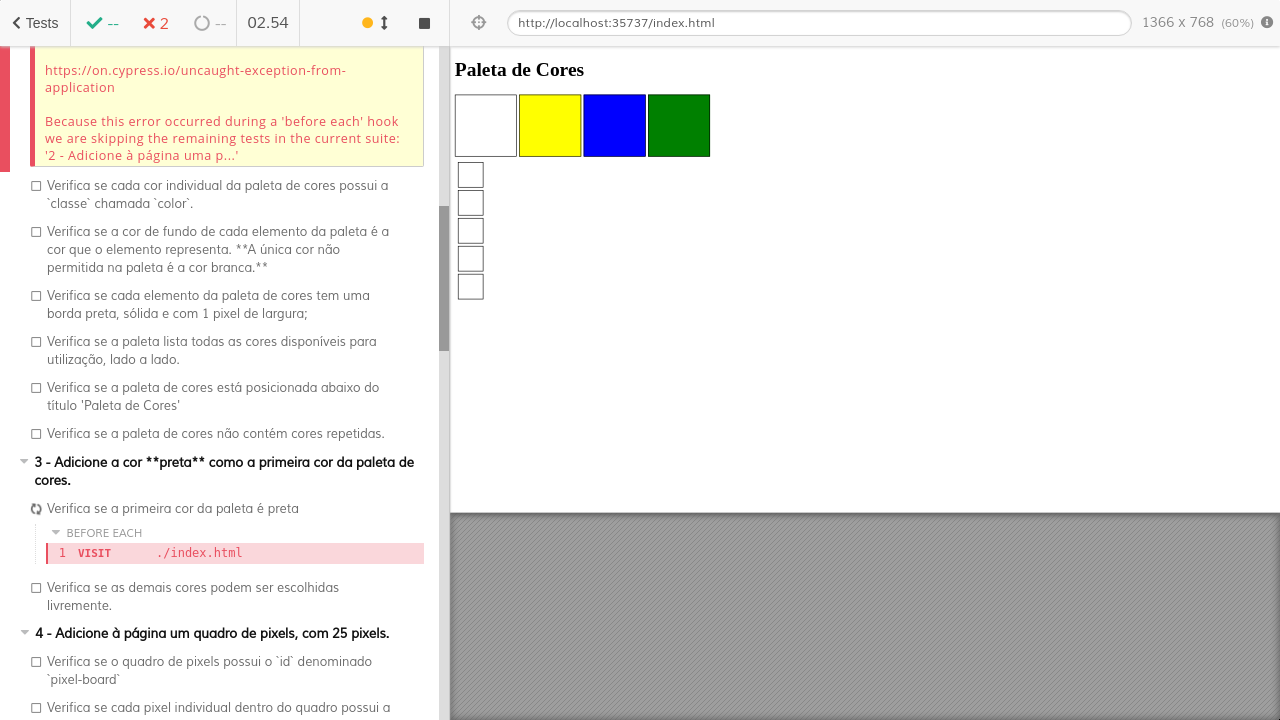 Tests
--
2
--
02.54
http://localhost:35737/index.html
1366 x 768 (60%)
https://on.cypress.io/uncaught-exception-from-
application
Because this error occurred during a 'before each' hook
we are skipping the remaining tests in the current suite:
'2 - Adicione à página uma p...'
Verifica se cada cor individual da paleta de cores possui a
`classe` chamada `color`.
Verifica se a cor de fundo de cada elemento da paleta é a
cor que o elemento representa. **A única cor não
permitida na paleta é a cor branca.**
Verifica se cada elemento da paleta de cores tem uma
borda preta, sólida e com 1 pixel de largura;
Verifica se a paleta lista todas as cores disponíveis para
utilização, lado a lado.
Verifica se a paleta de cores está posicionada abaixo do
título 'Paleta de Cores'
Verifica se a paleta de cores não contém cores repetidas.
3 - Adicione a cor **preta** como a primeira cor da paleta de
cores.
Verifica se a primeira cor da paleta é preta
BEFORE EACH
1 VISIT ./index.html
Verifica se as demais cores podem ser escolhidas
livremente.
4 - Adicione à página um quadro de pixels, com 25 pixels.
Verifica se o quadro de pixels possui o `id` denominado
`pixel-board`
Verifica se cada pixel individual dentro do quadro possui a
Paleta de Cores